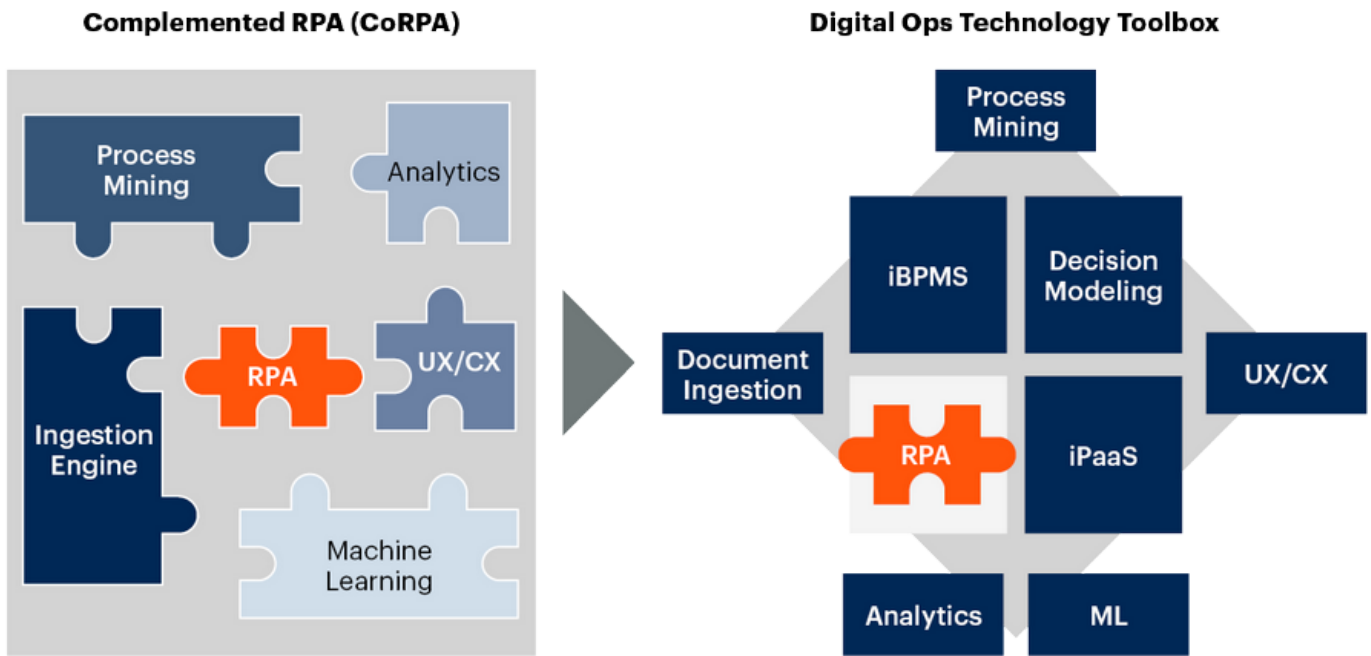 Complemented RPA (CoRPA)
Process
Mining
Analytics
Ingestion
Engine
RPA
UX/CX
Machine
Learning
Digital Ops Technology Toolbox
Process
Mining
iBPMS
Decision
Modeling
Document
Ingestion
UX/CX
RPA
iPaaS
Analytics
ML